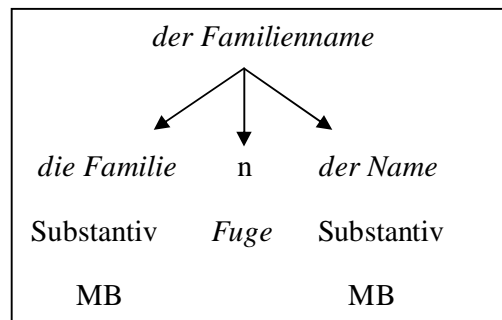 der Familienname
die Familie n der Name
Substantiv Fuge Substantiv
MB MB